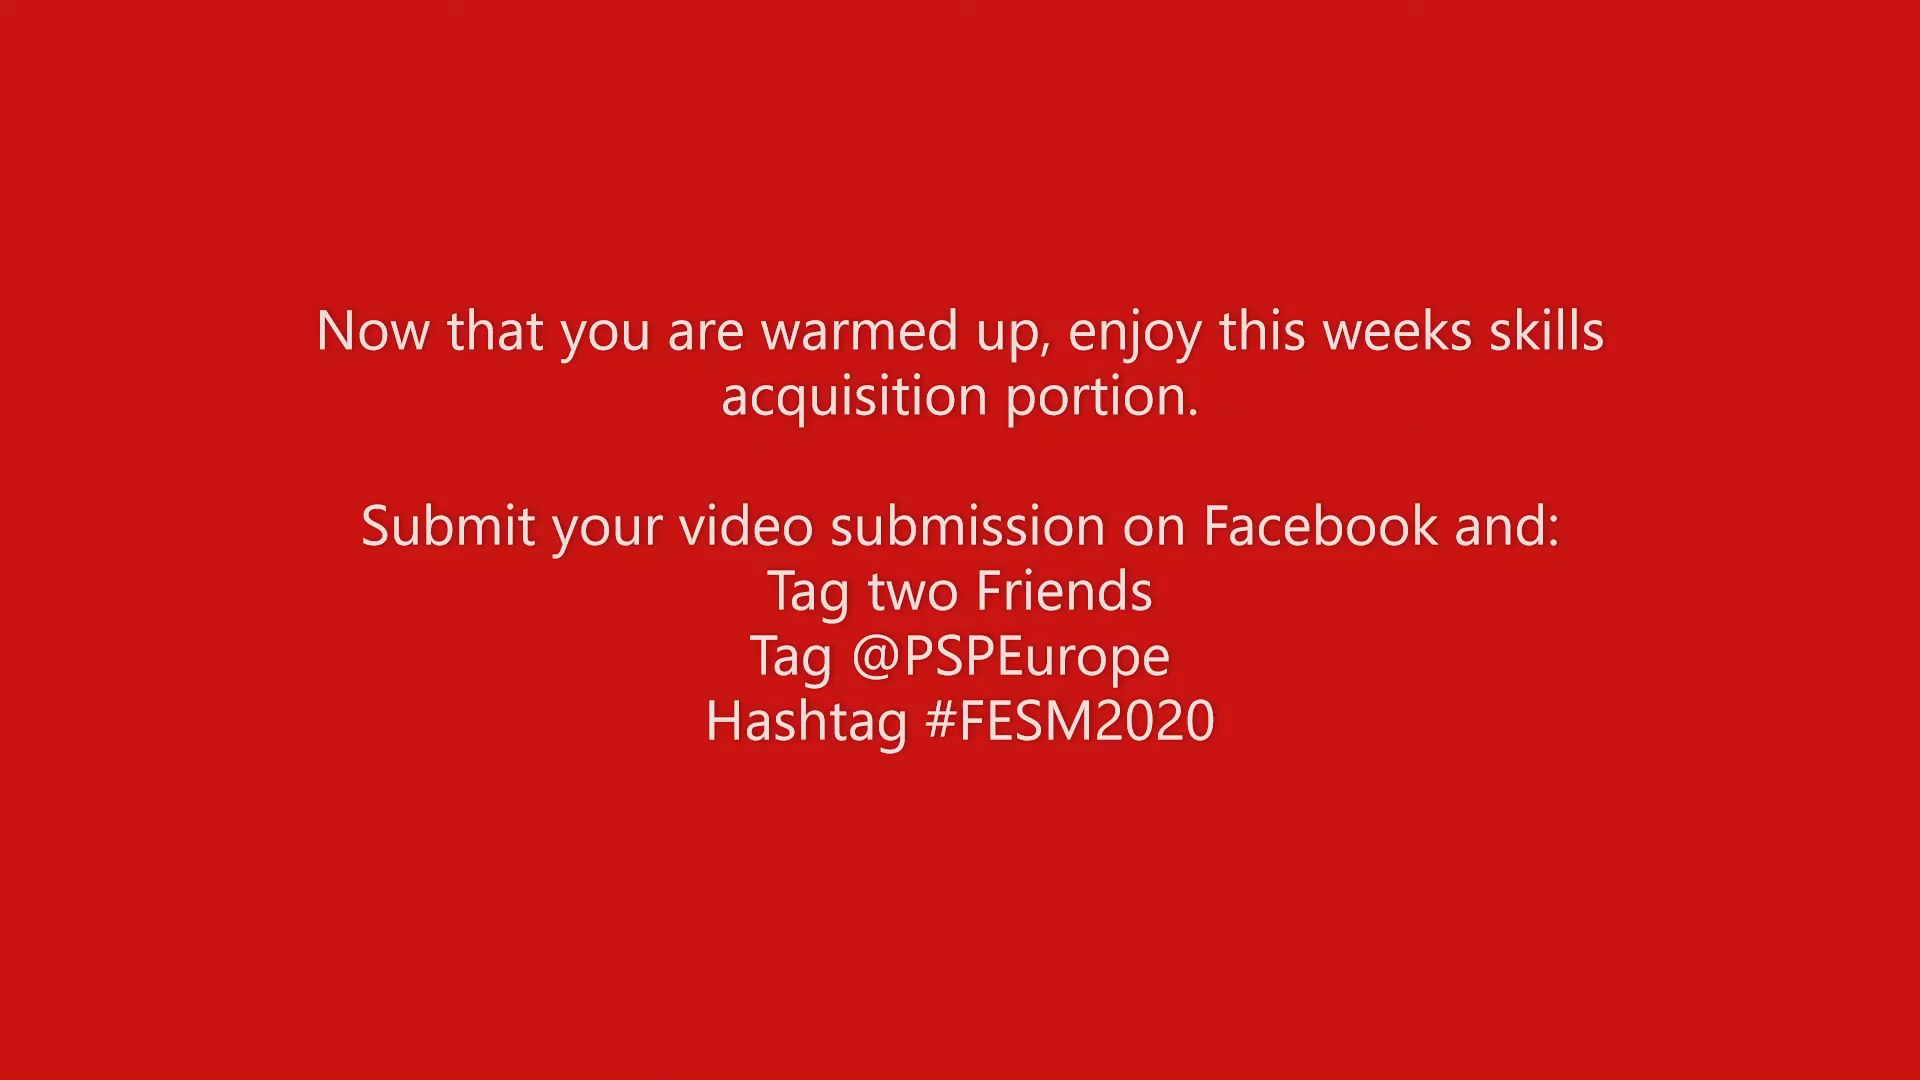 Now that you are warmed up, enjoy this weeks skills
acquisition portion.
Submit your video submission on Facebook and:
Tag two Friends
Tag @PSPEurope
Hashtag #FESM2020